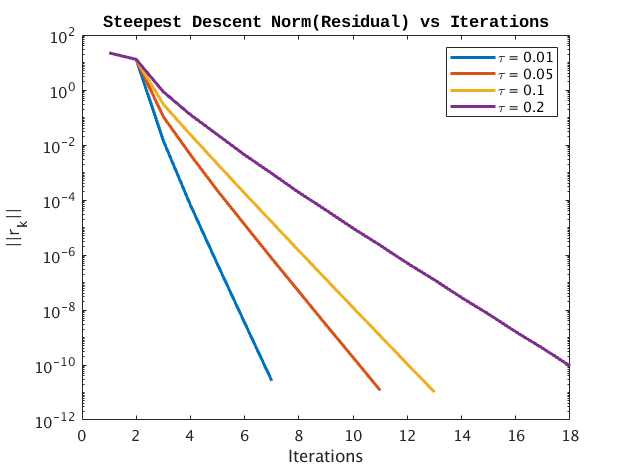 Steepest Descent Norm(Residual) vs Iterations
10^2
10^0
10^-2
10^-4
10^-6
10^-8
10^-10
10^-12
||r_k||
τ = 0.01
τ = 0.05
τ = 0.1
τ = 0.2
0 2 4 6 8 10 12 14 16 18
Iterations